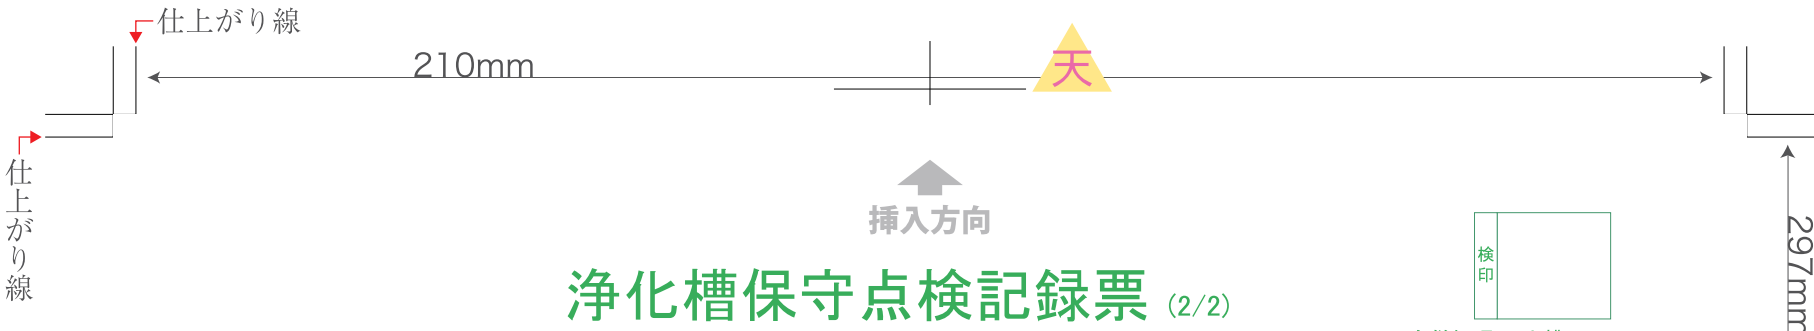 仕上がり線
210mm
天
仕上がり線
挿入方向
297mm
検印
浄化槽保守点検記録票 (2/2)